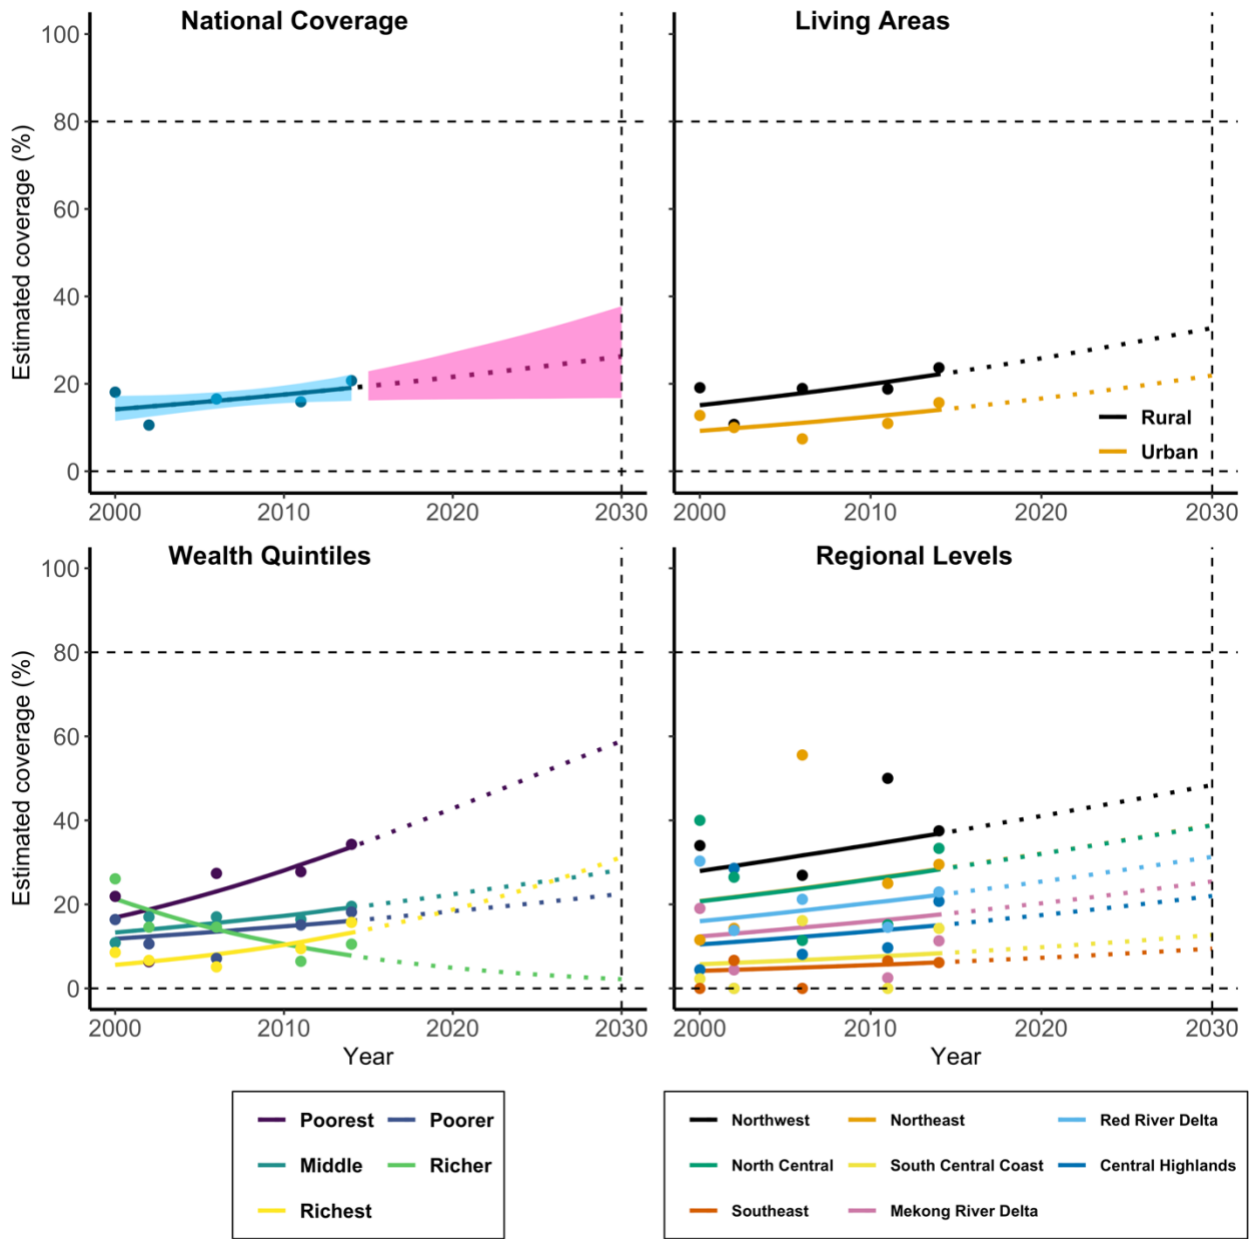 National Coverage
Living Areas
Estimated coverage (%)
100
80
60
40
20
0
2000
2010
2020
2030
Rural
Urban
2000
2010
2020
2030
Wealth Quintiles
Regional Levels
Estimated coverage (%)
100
80
60
40
20
0
2000
2010
2020
2030
Year
2000
2010
2020
2030
Year
Poorest
Poorer
Middle
Richer
Richest
Northwest
Northeast
Red River Delta
North Central
South Central Coast
Central Highlands
Southeast
Mekong River Delta